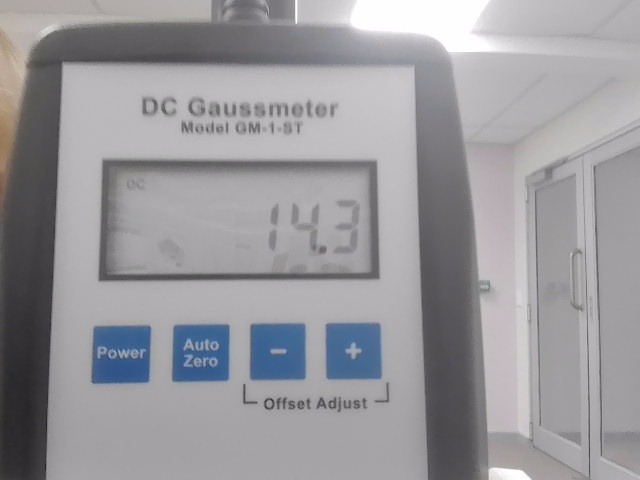 DC Gaussmeter
Model GM-1-ST
DC
14.3
Power
Auto
Zero
-
+
Offset Adjust